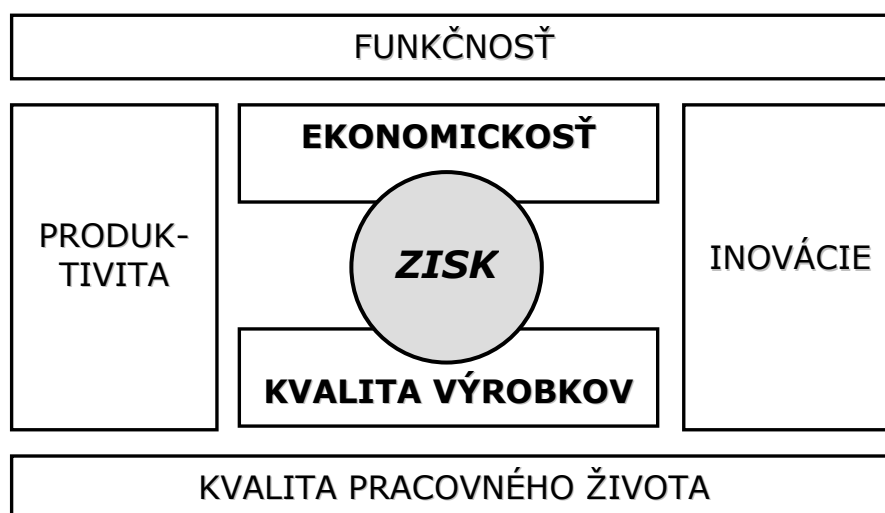 FUNKČNOSŤ
EKONOMICKOSŤ
PRODUK-
TIVITA
ZISK
INOVÁCIE
KVALITA VÝROBKOV
KVALITA PRACOVNÉHO ŽIVOTA